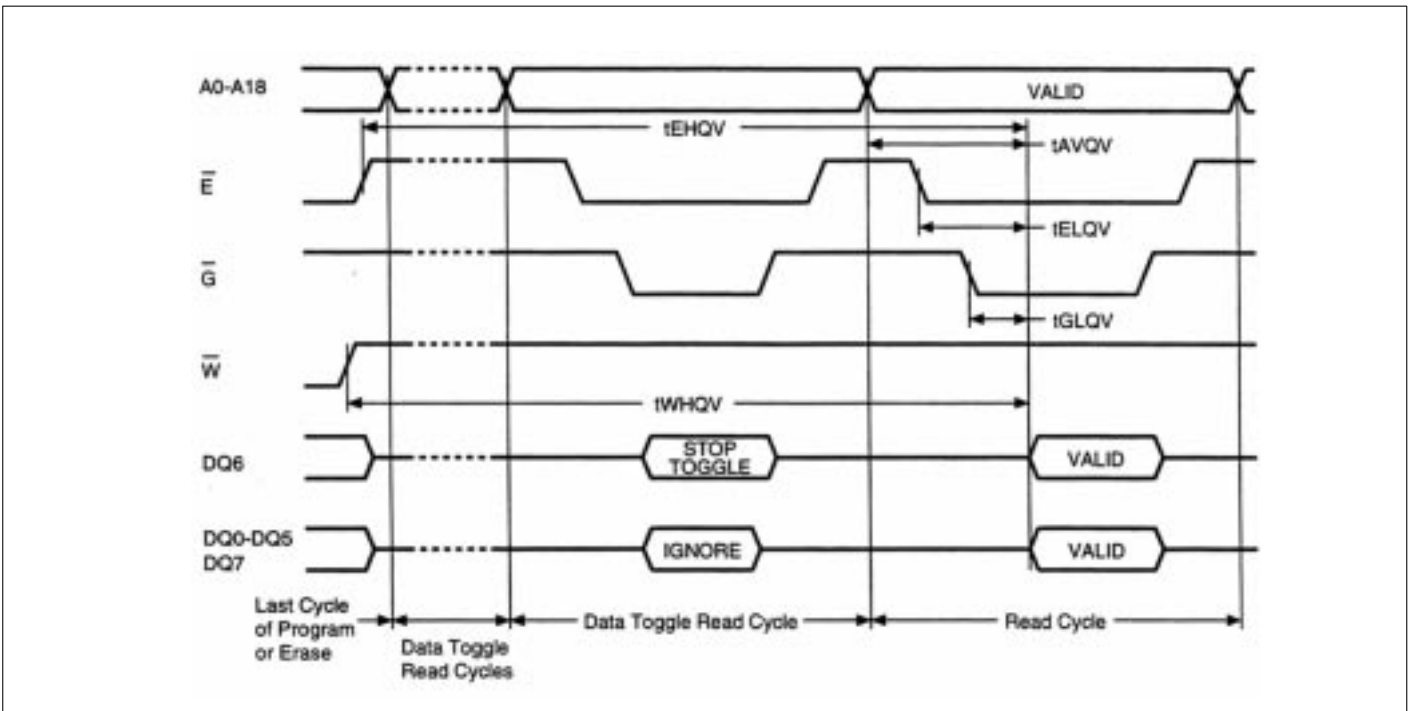 A0-A18
VALID
tEHQV
tAVQV
E
tELQV
G
tGLQV
W
tWHQV
DQ6
STOP
TOGGLE
VALID
DQ0-DQ5
DQ7
IGNORE
VALID
Last Cycle
of Program
or Erase
Data Toggle
Read Cycles
Data Toggle Read Cycle
Read Cycle